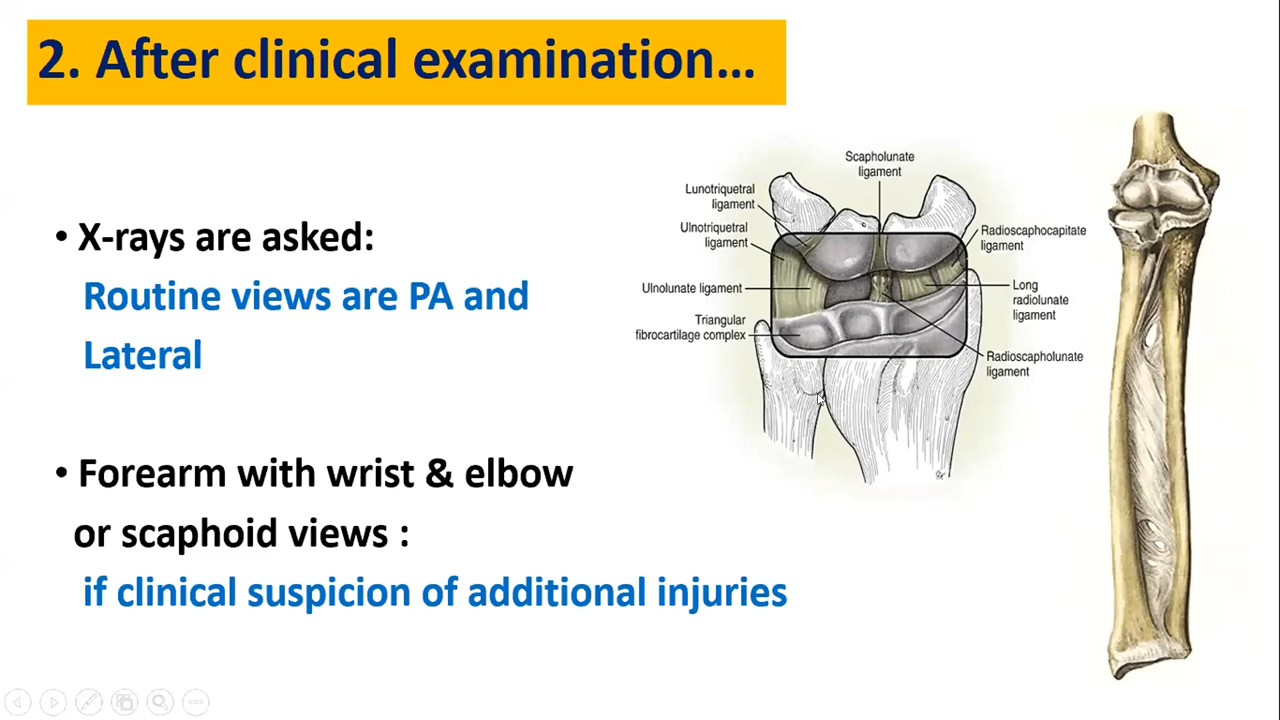 2. After clinical examination...
• X-rays are asked:
Routine views are PA and
Lateral
• Forearm with wrist & elbow
or scaphoid views :
if clinical suspicion of additional injuries
Scapholunate
ligament
Lunotriquetral
ligament
Ulnotriquetral
ligament
Ulnolunate ligament
Triangular
fibrocartilage complex
Radioscaphocapitate
ligament
Long
radiolunate
ligament
Radioscapholunate
ligament